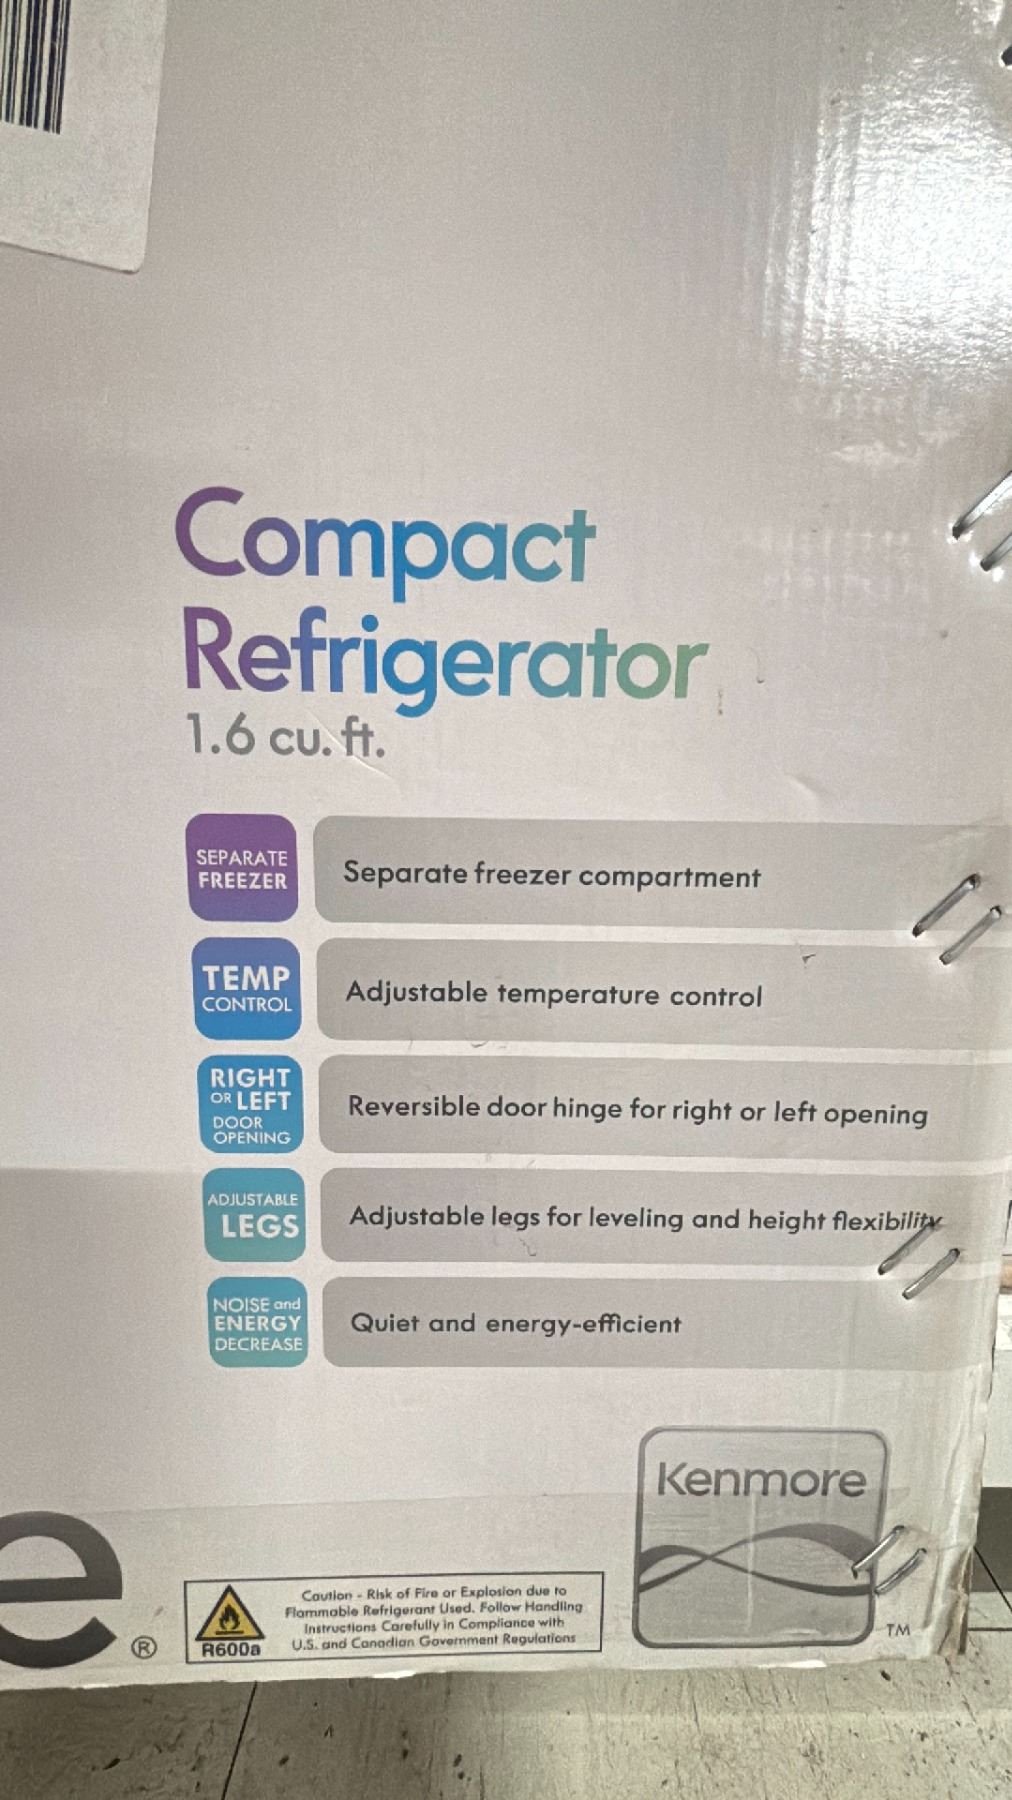 Compact
Refrigerator
1.6 cu. ft.
SEPARATE
FREEZER
Separate freezer compartment
TEMP
CONTROL
Adjustable temperature control
RIGHT
OR LEFT
DOOR
OPENING
Reversible door hinge for right or left opening
ADJUSTABLE
LEGS
Adjustable legs for leveling and height flexibility
NOISE and
ENERGY
DECREASE
Quiet and energy-efficient
Kenmore
TM
e®
R600a
Caution - Risk of Fire or Explosion due to
Flammable Refrigerant Used. Follow Handling
Instructions Carefully in Compliance with
U.S. and Canadian Government Regulations